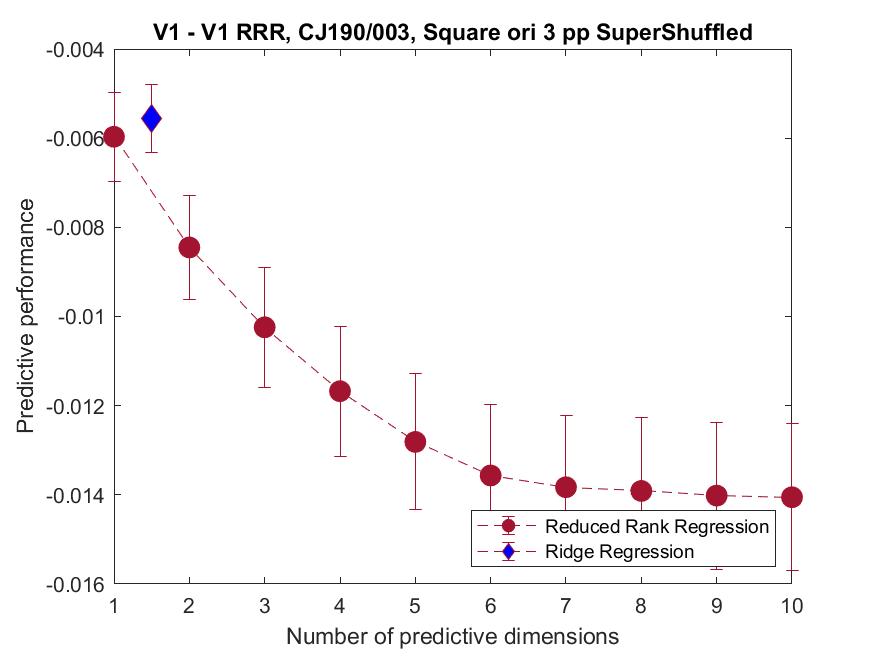 V1 - V1 RRR, CJ190/003, Square ori 3 pp SuperShuffled
-0.004
-0.006
-0.008
-0.01
-0.012
-0.014
-0.016
Predictive performance
1 2 3 4 5 6 7 8 9 10
Number of predictive dimensions
Reduced Rank Regression
Ridge Regression